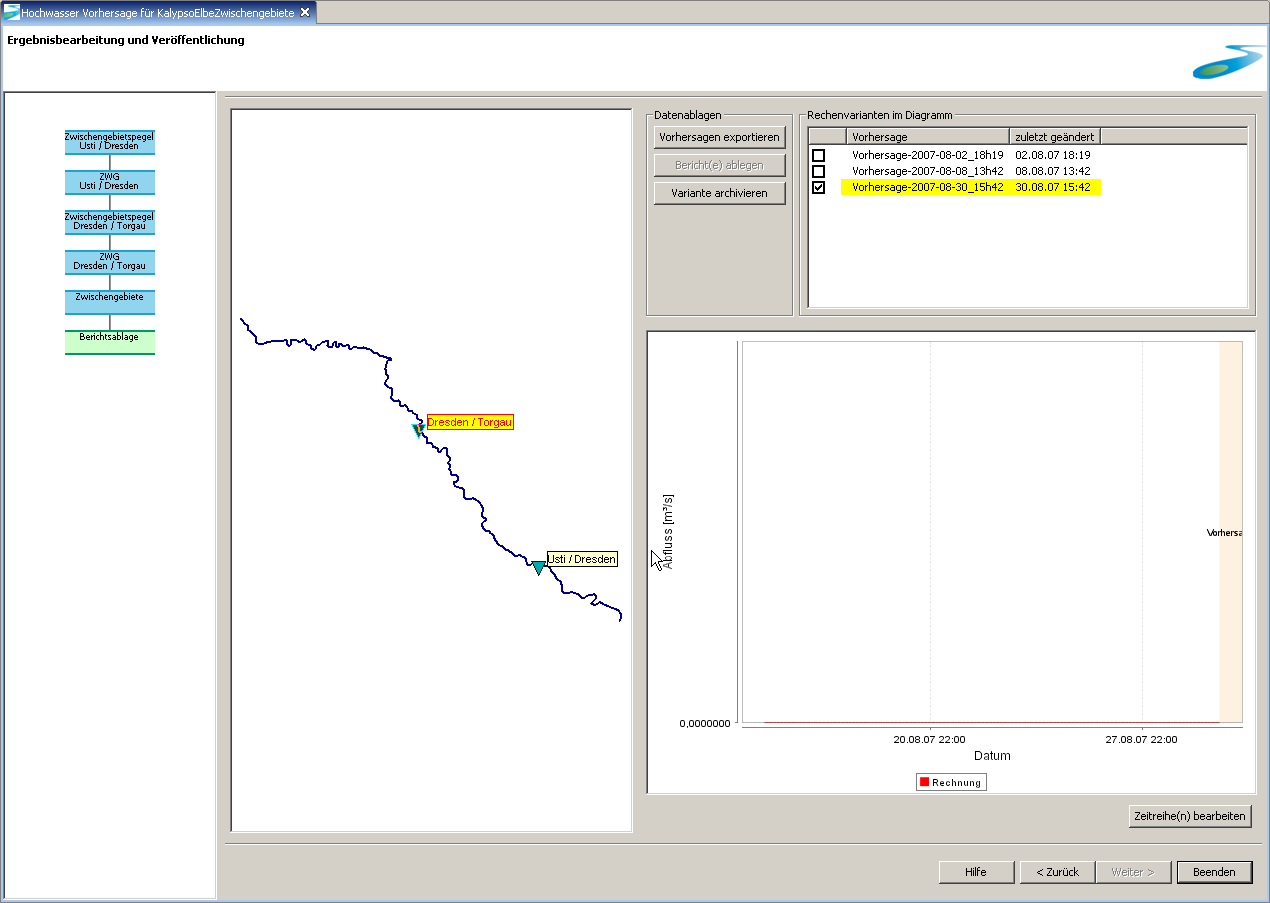 Hochwasser Vorhersage für KalypsoElbeZwischengebiete
Ergebnisbearbeitung und Veröffentlichung
Zwischengebietspegel
Usti / Dresden
ZWG
Usti / Dresden
Zwischengebietspegel
Dresden / Torgau
ZWG
Dresden / Torgau
Zwischengebiete
Berichtsablage
Dresden / Torgau
Usti / Dresden
Datenablagen
Vorhersagen exportieren
Bericht(e) ablegen
Variante archivieren
Rechenvarianten im Diagramm
Vorhersage zuletzt geändert
Vorhersage-2007-08-02_18h19 02.08.07 18:19
Vorhersage-2007-08-08_13h42 08.08.07 13:42
Vorhersage-2007-08-30_15h42 30.08.07 15:42
Abfluss [m³/s]
Vorhersa
0,0000000
20.08.07 22:00 27.08.07 22:00
Datum
Rechnung
Zeitreihe(n) bearbeiten
Hilfe < Zurück Weiter > Beenden